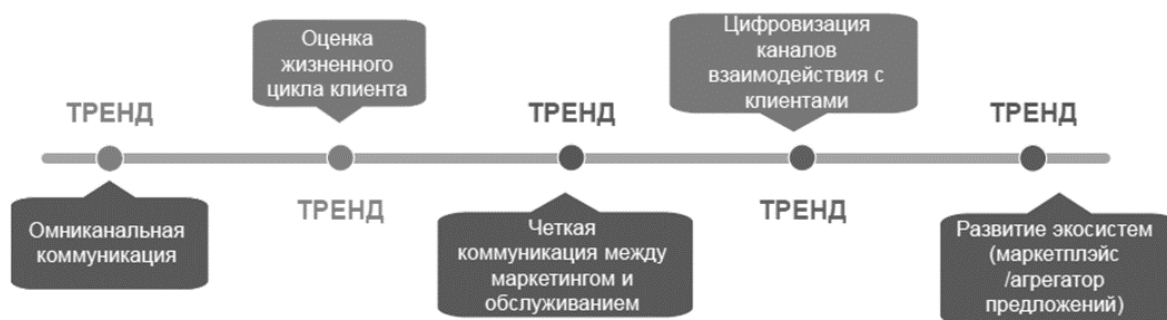 ТРЕНД
Омниканальная
коммуникация
Оценка
жизненного
цикла клиента
ТРЕНД
ТРЕНД
Четкая
коммуникация между
маркетингом и
обслуживанием
Цифровизация
каналов
взаимодействия с
клиентами
ТРЕНД
ТРЕНД
Развитие экосистем
(маркетплэйс
/агрегатор
предложений)